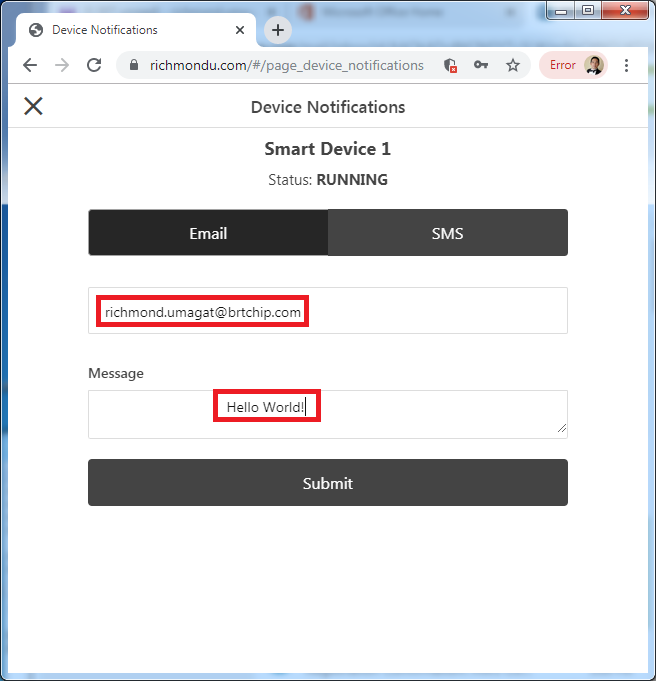 Device Notifications
richmondu.com/#/page_device_notifications
Error
Device Notifications
Smart Device 1
Status: RUNNING
Email
SMS
richmond.umagat@brtchip.com
Message
Hello World!
Submit